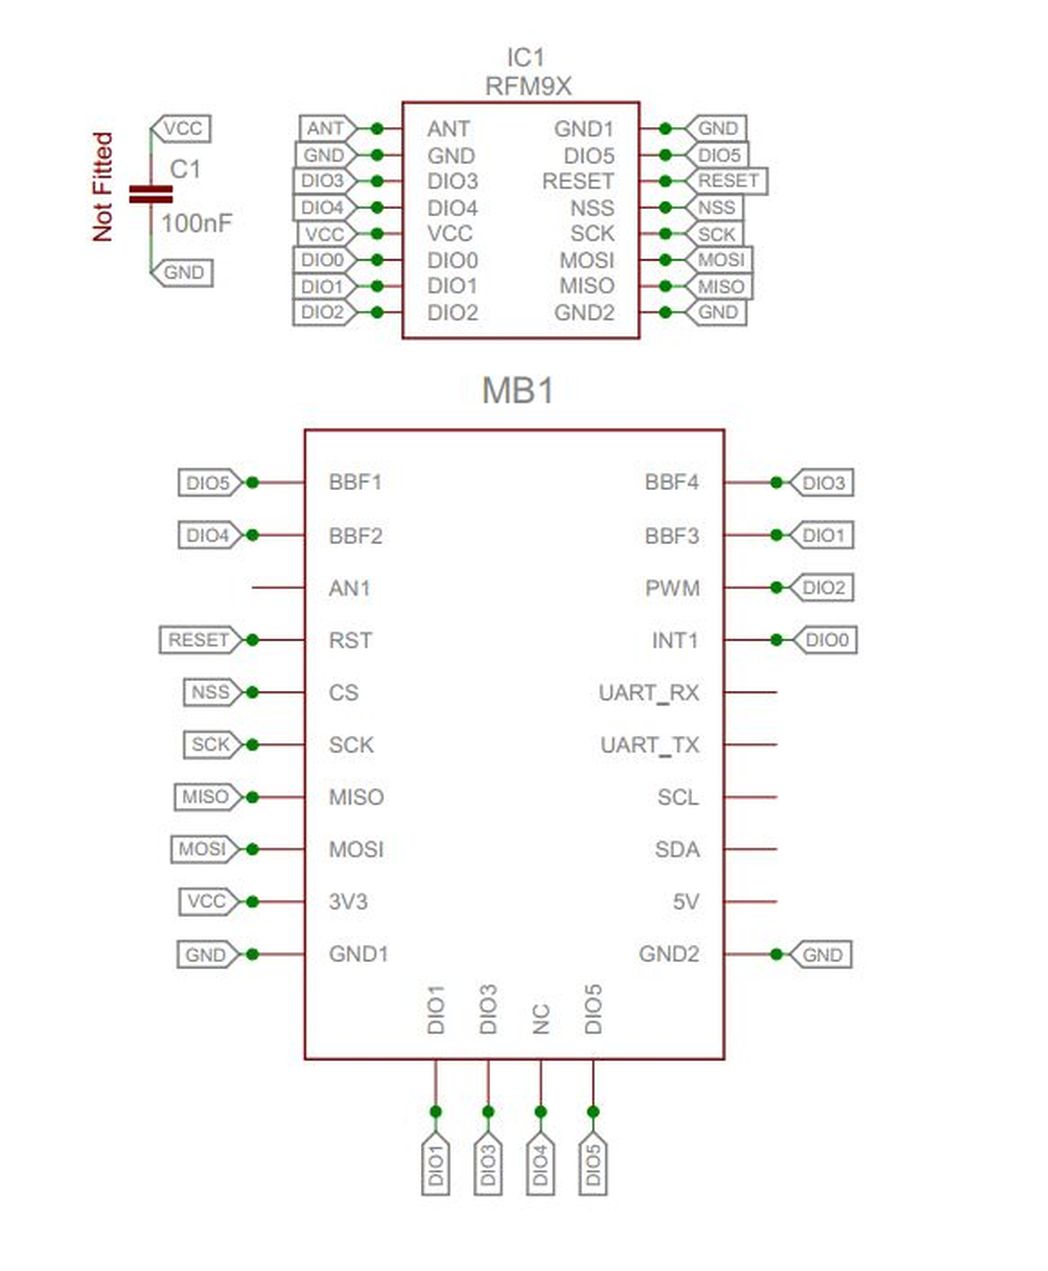 IC1
RFM9X
Not Fitted
VCC
C1
100nF
GND
ANT ANT GND1 GND
GND GND DIO5 DIO5
DIO3 DIO3 RESET RESET
DIO4 DIO4 NSS NSS
VCC VCC SCK SCK
DIO0 DIO0 MOSI MOSI
DIO1 DIO1 MISO MISO
DIO2 DIO2 GND2 GND
MB1
DIO5 BBF1 BBF4 DIO3
DIO4 BBF2 BBF3 DIO1
AN1 PWM DIO2
RESET RST INT1 DIO0
NSS CS UART_RX
SCK SCK UART_TX
MISO MISO SCL
MOSI MOSI SDA
VCC 3V3 5V
GND GND1 GND2 GND
DIO1 DIO3 NC DIO5
DIO1 DIO3 DIO4 DIO5